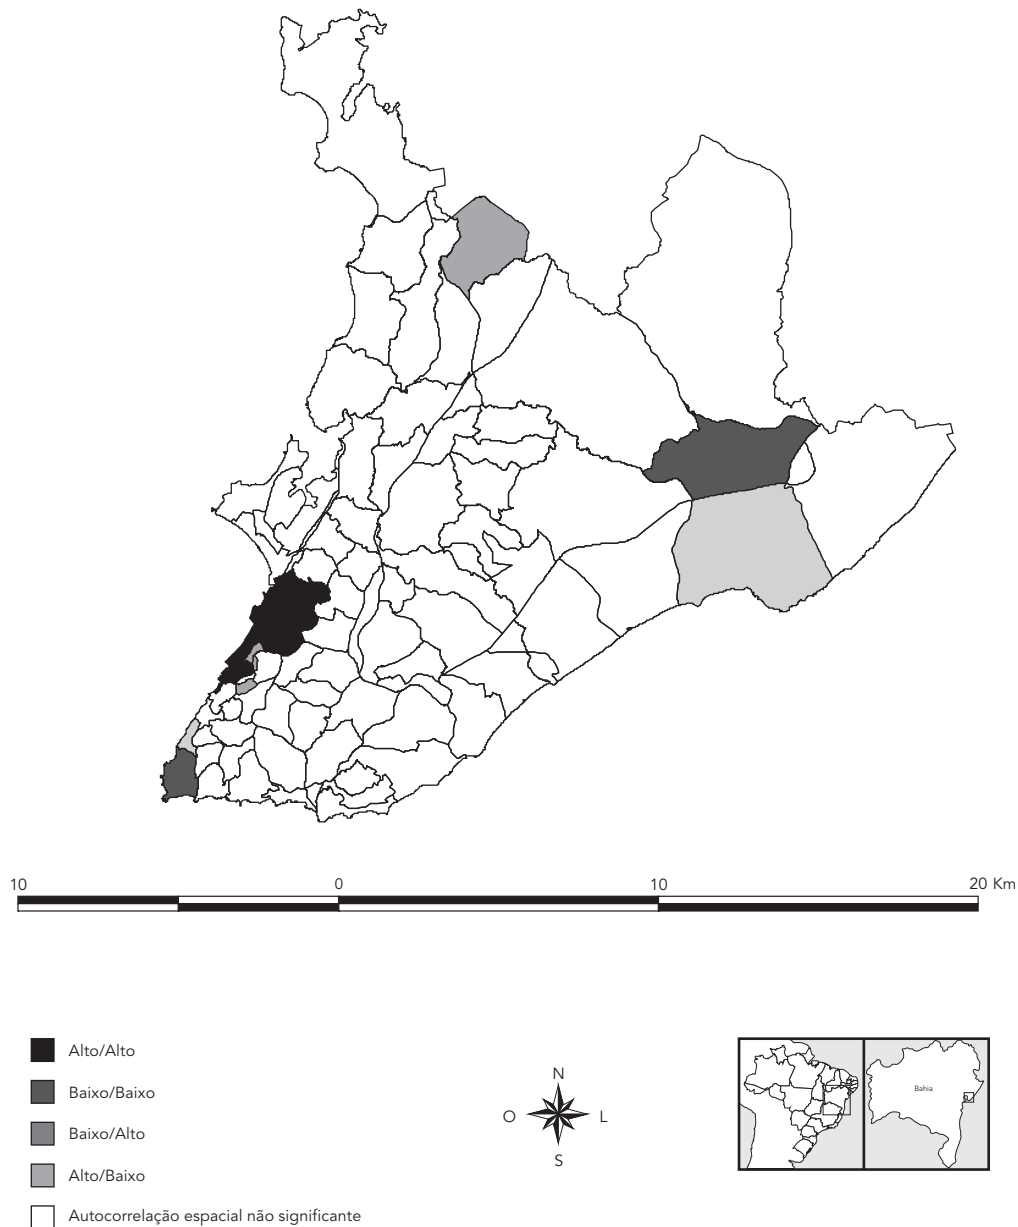 10 0 10 20 Km
Alto/Alto
Baixo/Baixo
Baixo/Alto
Alto/Baixo
Autocorrelação espacial não significante
N
O L
S
Bahia